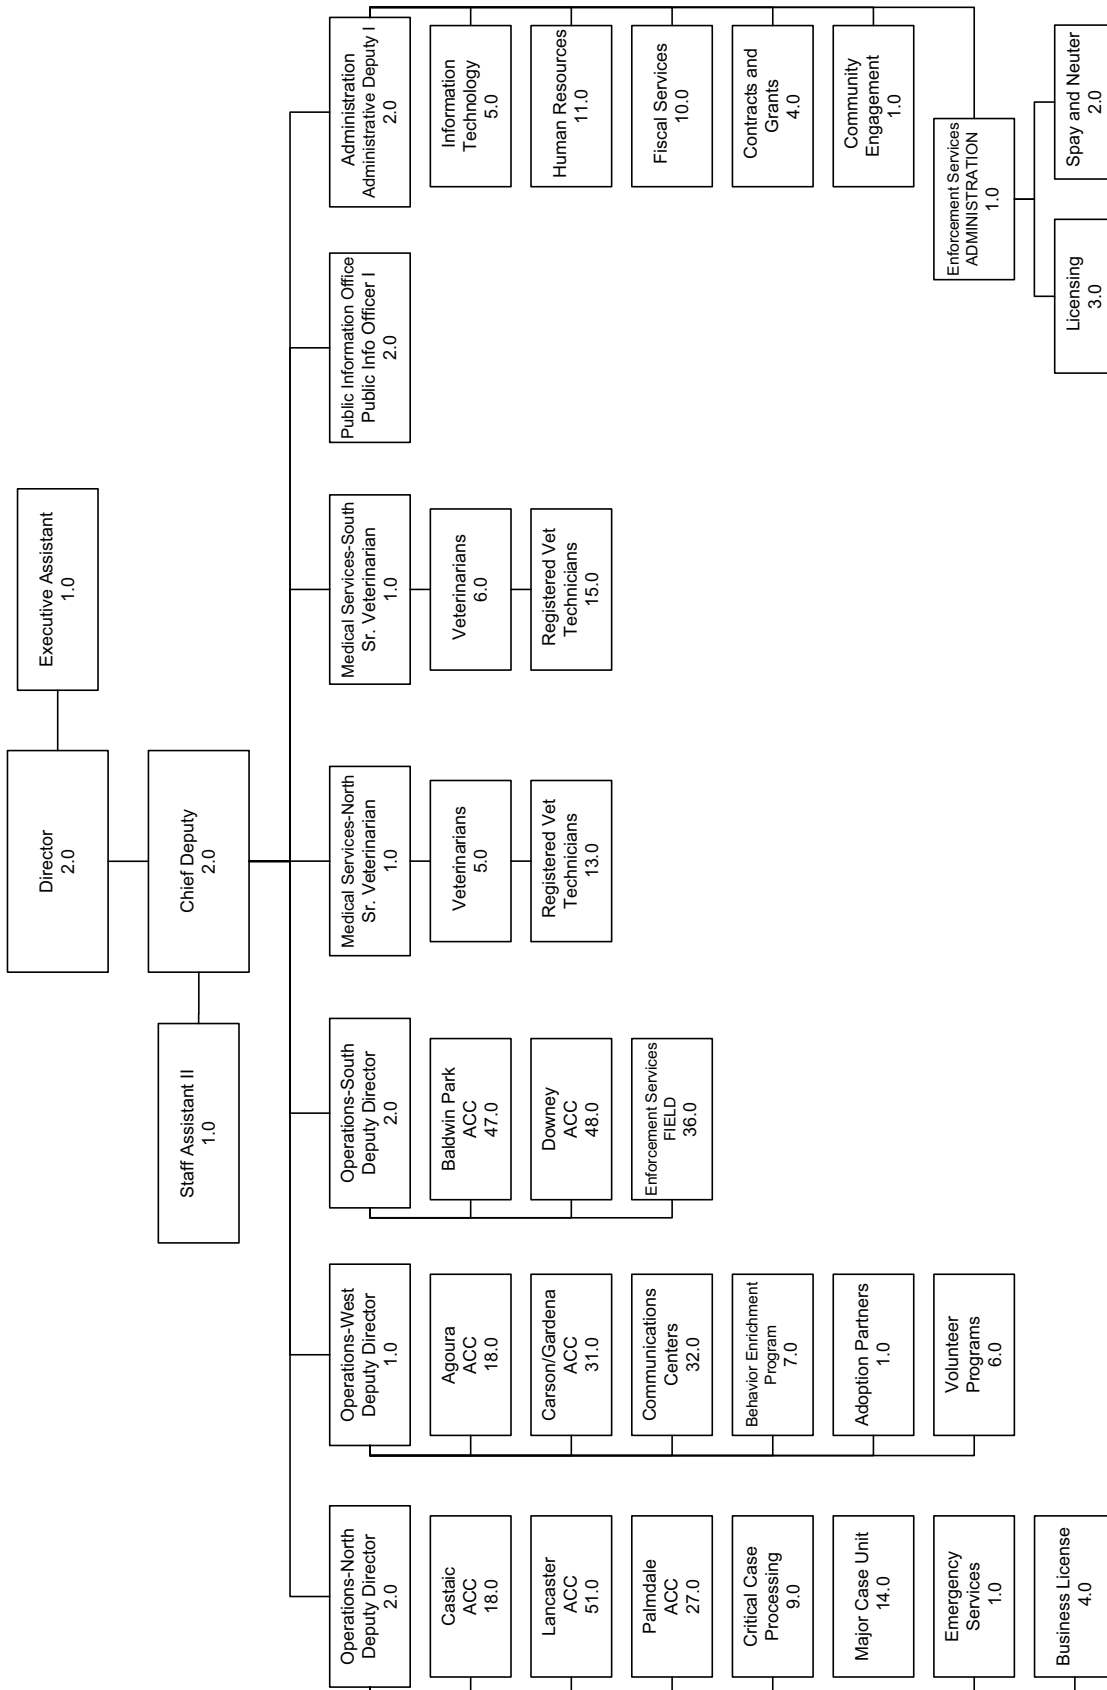 Director
2.0
Executive Assistant
1.0
Chief Deputy
2.0
Staff Assistant II
1.0
Operations-North
Deputy Director
2.0
Castaic
ACC
18.0
Lancaster
ACC
51.0
Palmdale
ACC
27.0
Critical Case
Processing
9.0
Major Case Unit
14.0
Emergency
Services
1.0
Business License
4.0
Operations-West
Deputy Director
1.0
Agoura
ACC
18.0
Carson/Gardena
ACC
31.0
Communications
Centers
32.0
Behavior Enrichment
Program
7.0
Adoption Partners
1.0
Volunteer
Programs
6.0
Operations-South
Deputy Director
2.0
Baldwin Park
ACC
47.0
Downey
ACC
48.0
Enforcement Services
FIELD
36.0
Medical Services-North
Sr. Veterinarian
1.0
Veterinarians
5.0
Registered Vet
Technicians
13.0
Medical Services-South
Sr. Veterinarian
1.0
Veterinarians
6.0
Registered Vet
Technicians
15.0
Public Information Office
Public Info Officer I
2.0
Administration
Administrative Deputy I
2.0
Information
Technology
5.0
Human Resources
11.0
Fiscal Services
10.0
Contracts and
Grants
4.0
Community
Engagement
1.0
Enforcement Services
ADMINISTRATION
1.0
Licensing
3.0
Spay and Neuter
2.0